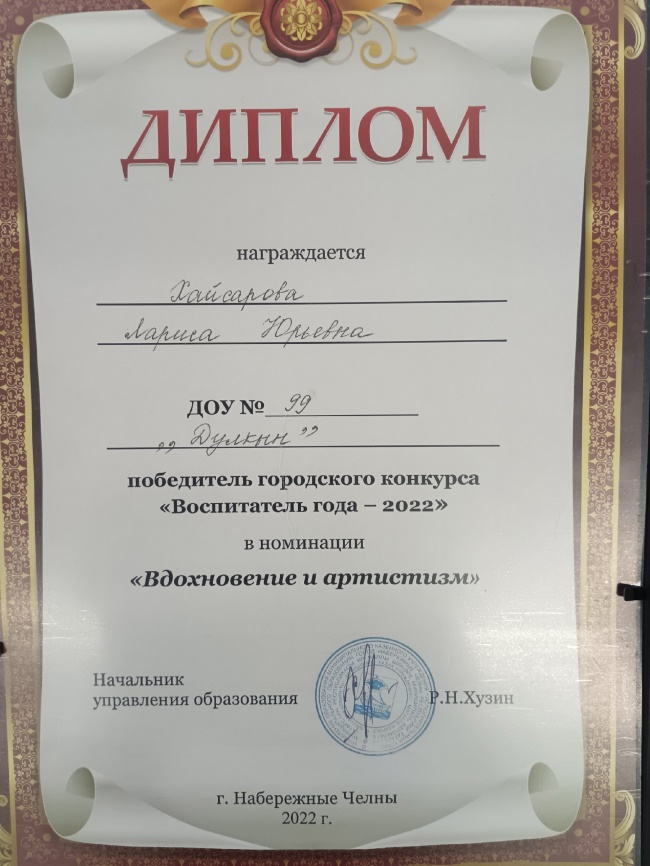 ДИПЛОМ
награждается
Хайсарова
Лариса Юрьевна
ДОУ № 99
„ Дулкын ”
победитель городского конкурса
«Воспитатель года – 2022»
в номинации
«Вдохновение и артистизм»
Начальник
управления образования Р.Н.Хузин
г. Набережные Челны
2022 г.